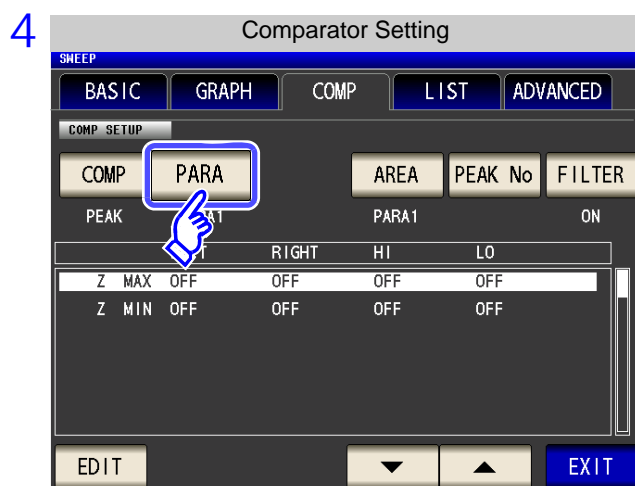 4
Comparator Setting
SWEEP
BASIC GRAPH COMP LIST ADVANCED
COMP SETUP
COMP PARA AREA PEAK No FILTER
PEAK PARA1 ON
RIGHT HI LO
Z MAX OFF OFF OFF OFF
Z MIN OFF OFF OFF OFF
EDIT EXIT